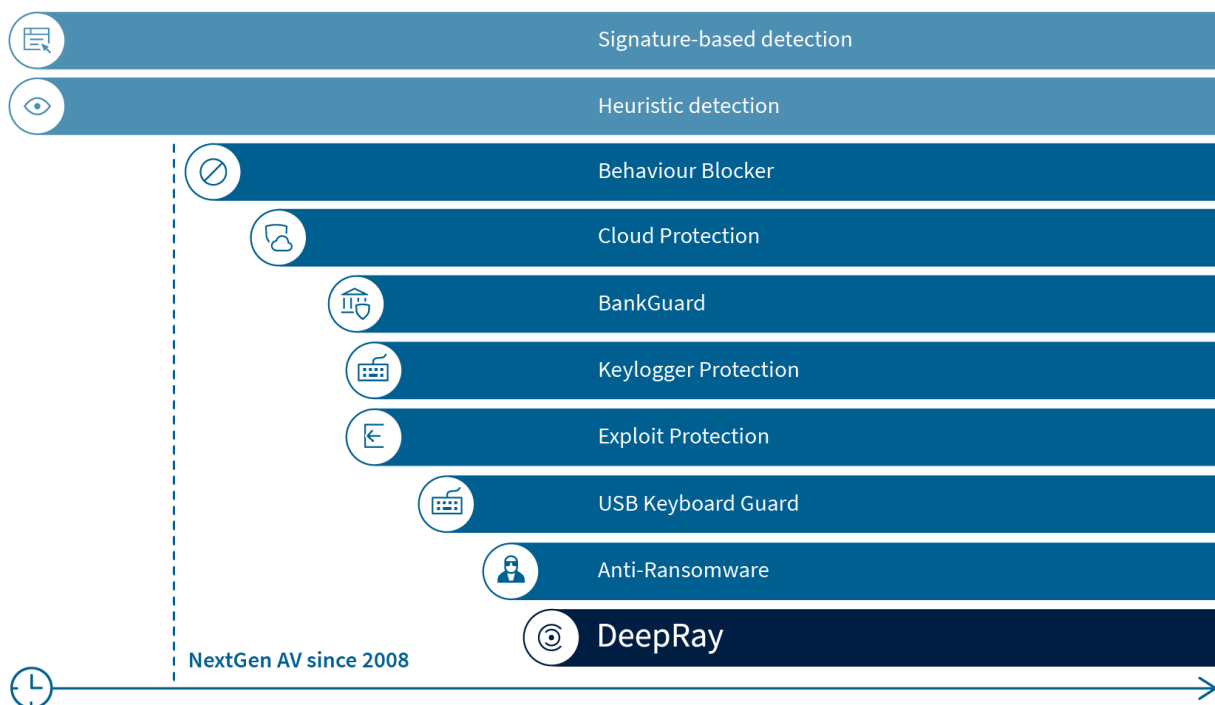 Signature-based detection
Heuristic detection
Behaviour Blocker
Cloud Protection
BankGuard
Keylogger Protection
Exploit Protection
USB Keyboard Guard
Anti-Ransomware
DeepRay
NextGen AV since 2008